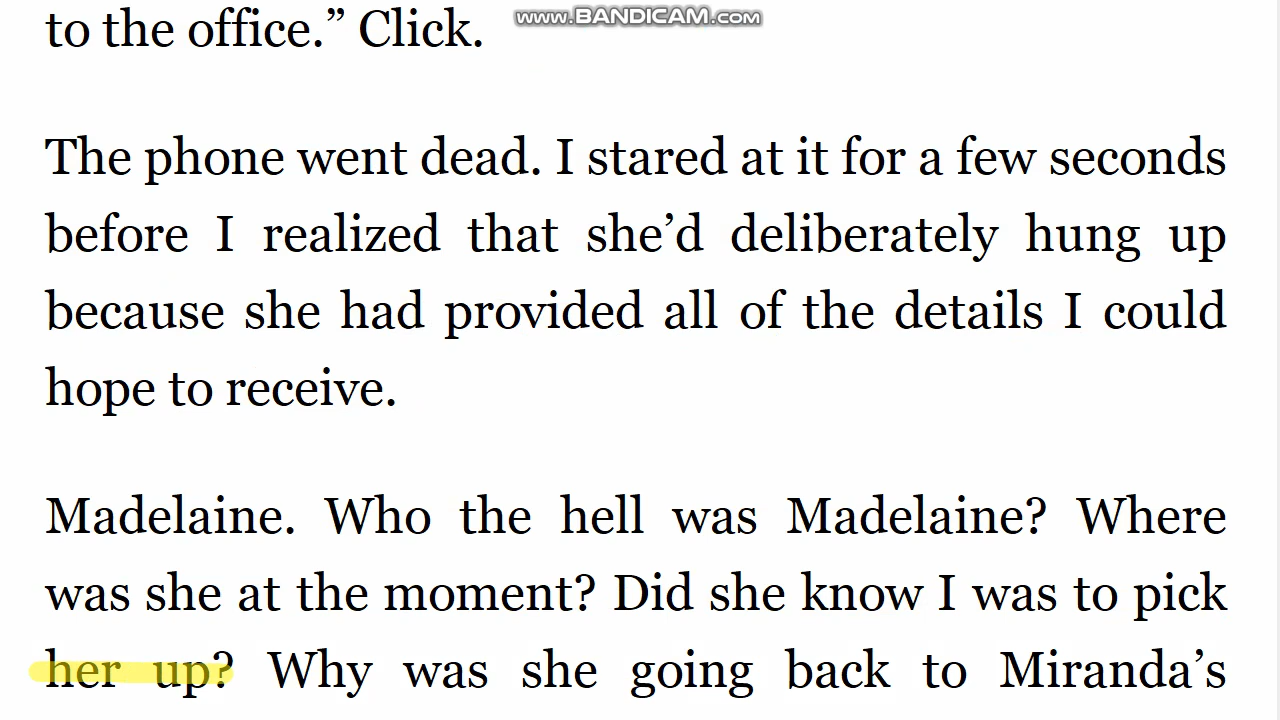 www.BANDICAM.com
to the office.” Click.
The phone went dead. I stared at it for a few seconds
before I realized that she’d deliberately hung up
because she had provided all of the details I could
hope to receive.
Madelaine. Who the hell was Madelaine? Where
was she at the moment? Did she know I was to pick
her up? Why was she going back to Miranda’s